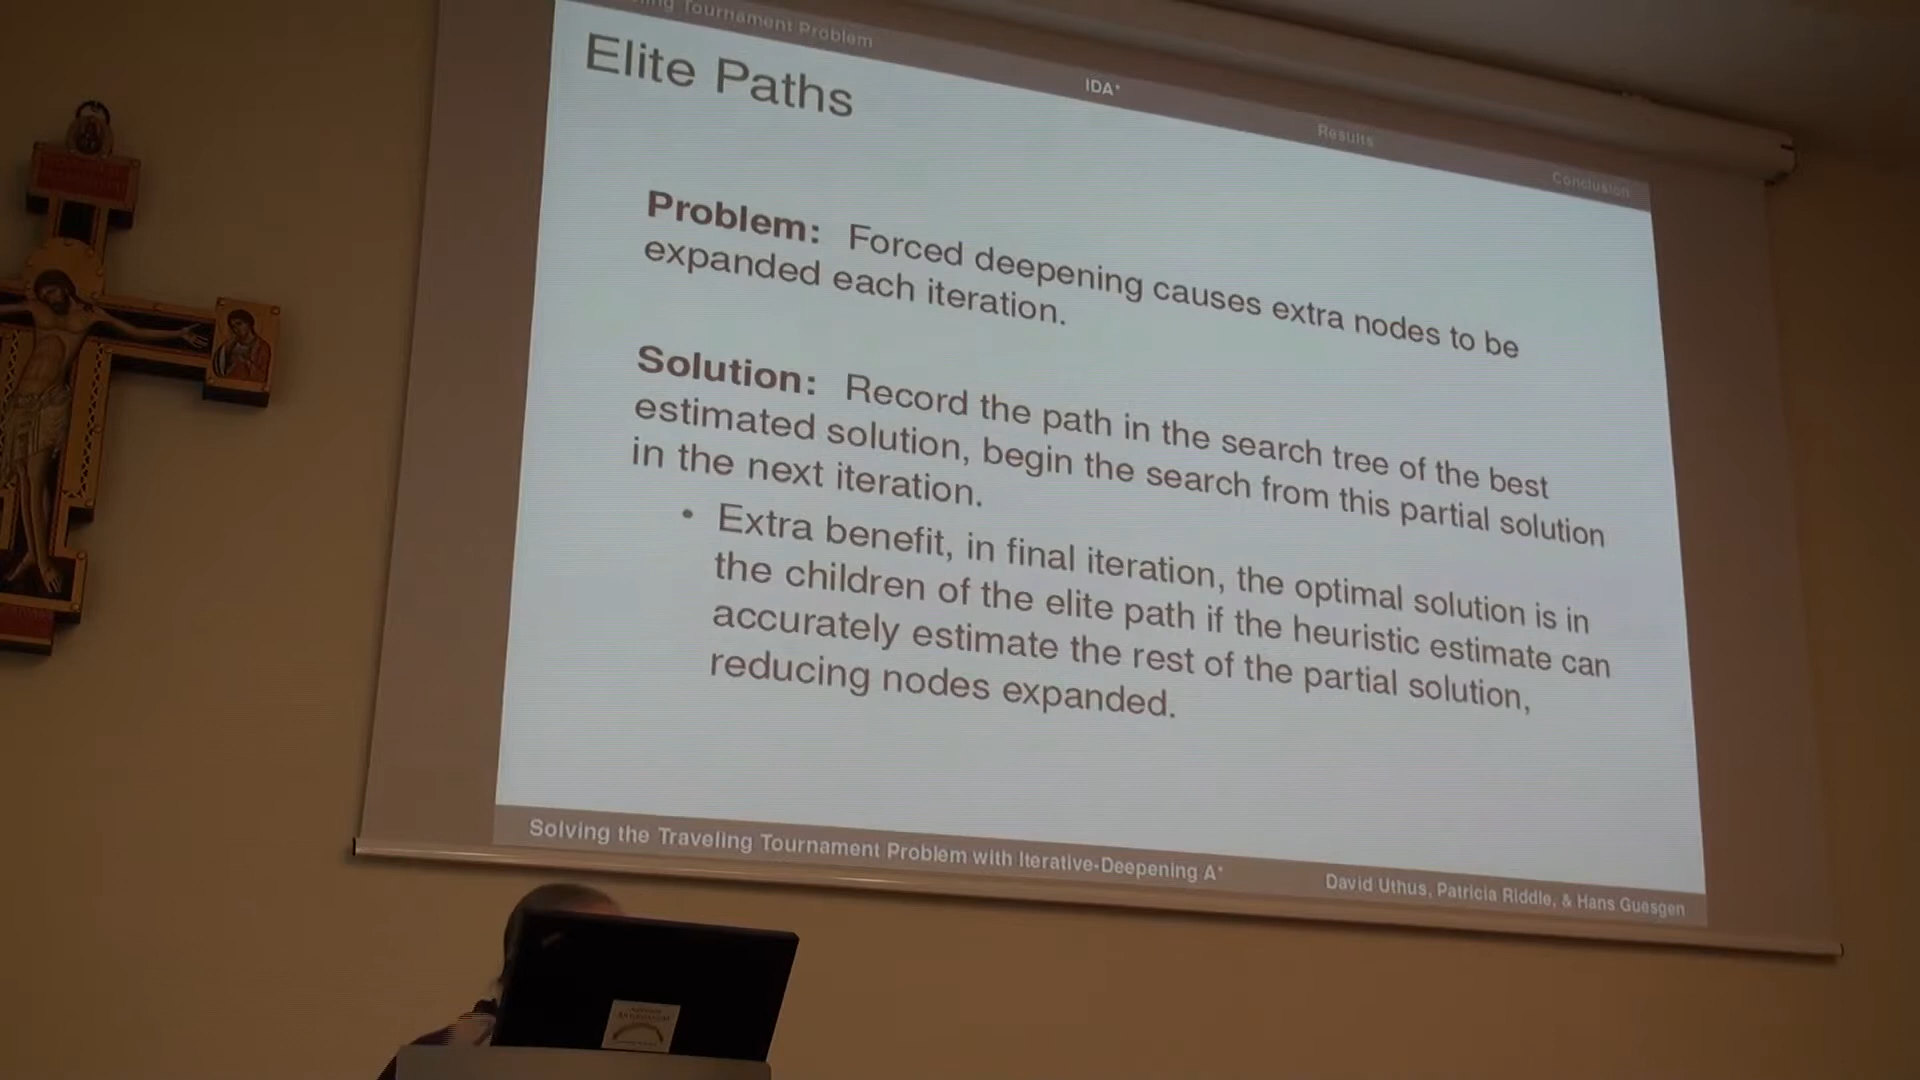 Tournament Problem
IDA*
Results
Conclusion
Elite Paths
Problem: Forced deepening causes extra nodes to be
expanded each iteration.
Solution: Record the path in the search tree of the best
estimated solution, begin the search from this partial solution
in the next iteration.
• Extra benefit, in final iteration, the optimal solution is in
the children of the elite path if the heuristic estimate can
accurately estimate the rest of the partial solution,
reducing nodes expanded.
Solving the Traveling Tournament Problem with Iterative-Deepening A*
David Uthus, Patricia Riddle, & Hans Guesgen